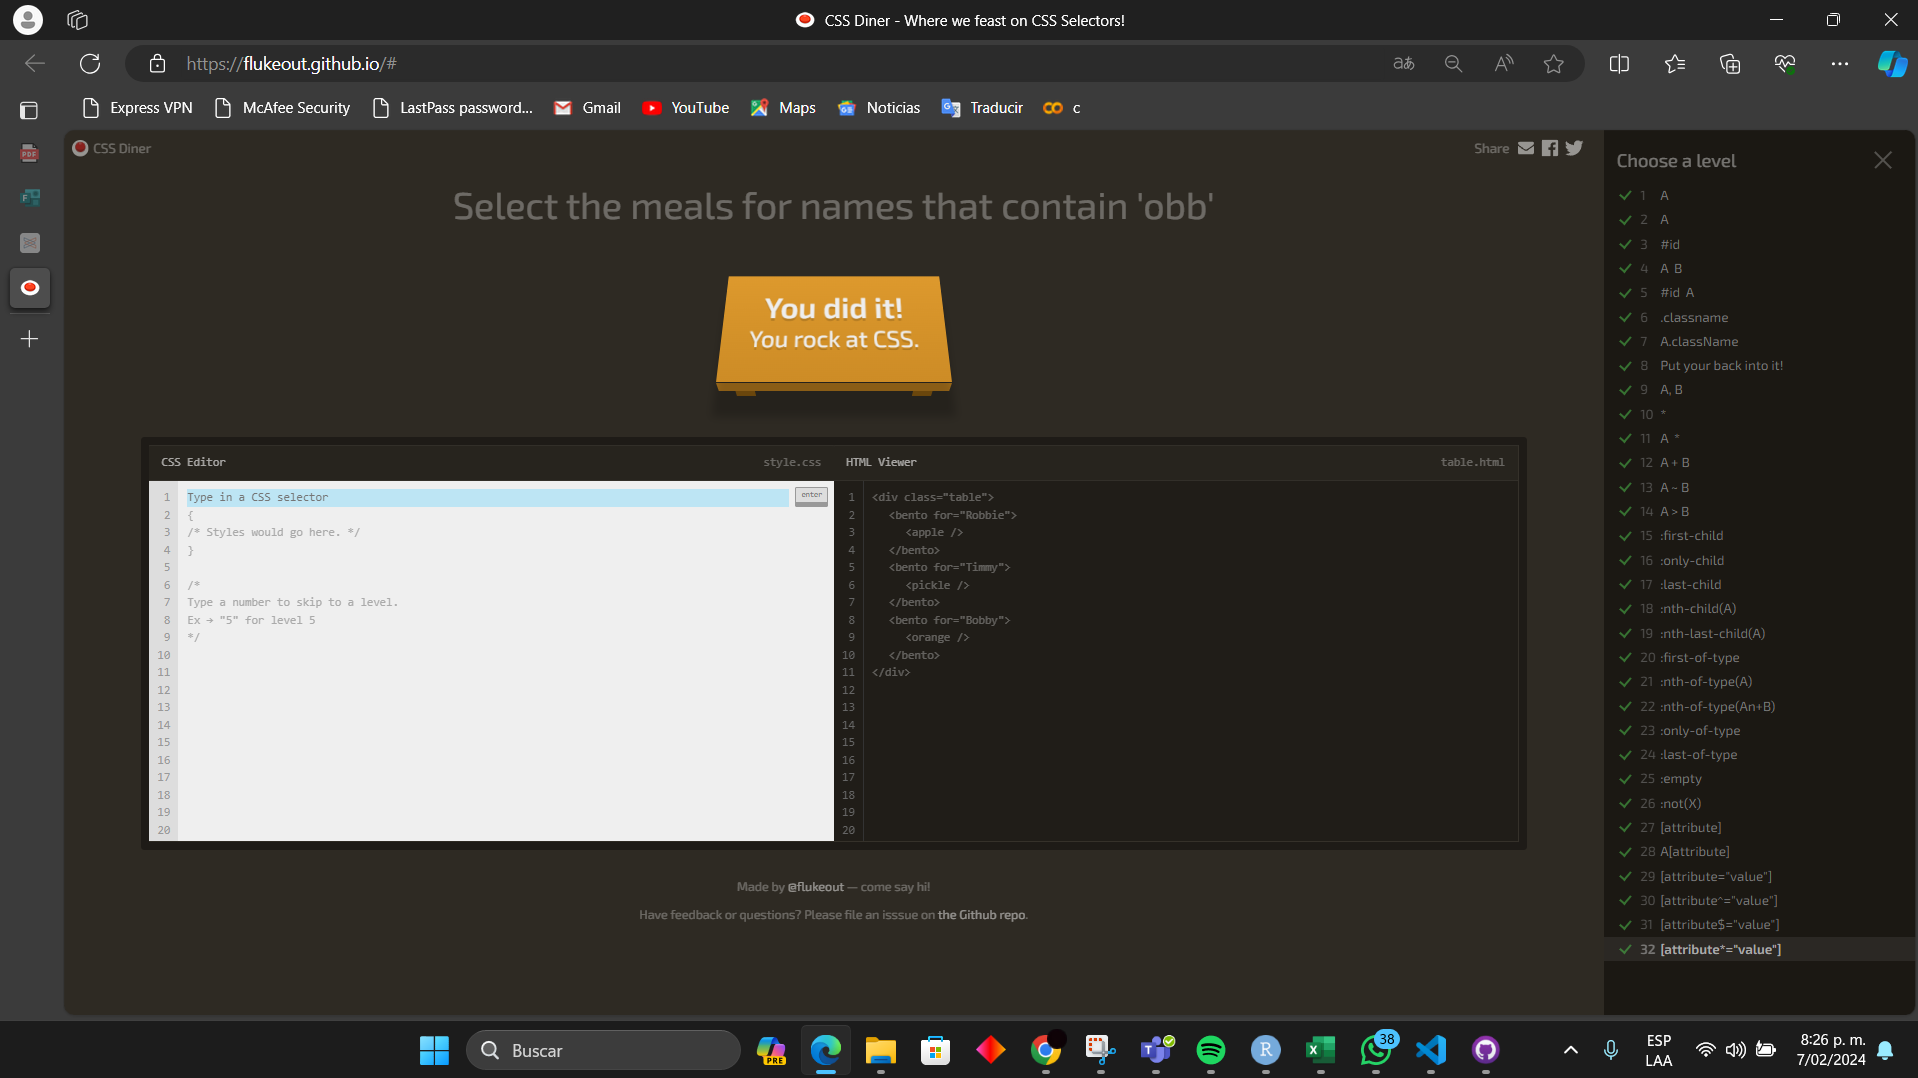 CSS Diner - Where we feast on CSS Selectors!
https://flukeout.github.io/#
Express VPN McAfee Security LastPass password... Gmail YouTube Maps Noticias Traducir c
CSS Diner
Share
Select the meals for names that contain 'obb'
You did it!
You rock at CSS.
CSS Editor style.css
1 Type in a CSS selector enter
2 {
3 /* Styles would go here. */
4 }
5
6 /*
7 Type a number to skip to a level.
8 Ex → "5" for level 5
9 */
10
11
12
13
14
15
16
17
18
19
20
HTML Viewer table.html
1 <div class="table">
2 <bento for="Robbie">
3 <apple />
4 </bento>
5 <bento for="Timmy">
6 <pickle />
7 </bento>
8 <bento for="Bobby">
9 <orange />
10 </bento>
11 </div>
12
13
14
15
16
17
18
19
20
Made by @flukeout — come say hi!
Have feedback or questions? Please file an isssue on the Github repo.
Choose a level
1 A
2 A
3 #id
4 A B
5 #id A
6 .classname
7 A.className
8 Put your back into it!
9 A, B
10 *
11 A *
12 A + B
13 A ~ B
14 A > B
15 :first-child
16 :only-child
17 :last-child
18 :nth-child(A)
19 :nth-last-child(A)
20 :first-of-type
21 :nth-of-type(A)
22 :nth-of-type(An+B)
23 :only-of-type
24 :last-of-type
25 :empty
26 :not(X)
27 [attribute]
28 A[attribute]
29 [attribute="value"]
30 [attribute^="value"]
31 [attribute$="value"]
32 [attribute*="value"]
Buscar
PRE
38
ESP
LAA
8:26 p. m.
7/02/2024